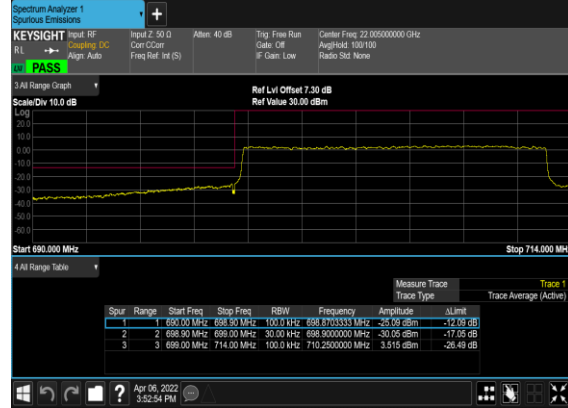 Spectrum Analyzer 1
Spurious Emissions
KEYSIGHT Input: RF Input Z: 50 Ω Atten: 40 dB Trig: Free Run Center Freq: 22.005000000 GHz
RL Coupling: DC Corr CCorr Gate: Off Avg|Hold: 100/100
Align: Auto Freq Ref: Int (S) IF Gain: Low Radio Std: None
PASS
3 All Range Graph
Ref Lvl Offset 7.30 dB
Scale/Div 10.0 dB Ref Value 30.00 dBm
Log
20.0
10.0
0.00
-10.0
-20.0
-30.0
-40.0
-50.0
-60.0
Start 690.000 MHz Stop 714.000 MH
4 All Range Table
Measure Trace Trace 1
Trace Type Trace Average (Active)
Spur Range Start Freq Stop Freq RBW Frequency Amplitude ΔLimit
1 1 690.00 MHz 698.90 MHz 100.0 kHz 698.8703333 MHz -25.09 dBm -12.09 dB
2 2 698.90 MHz 699.00 MHz 30.00 kHz 698.9000000 MHz -30.05 dBm -17.05 dB
3 3 699.00 MHz 714.00 MHz 100.0 kHz 710.2500000 MHz 3.515 dBm -26.49 dB
? Apr 06, 2022
3:52:54 PM